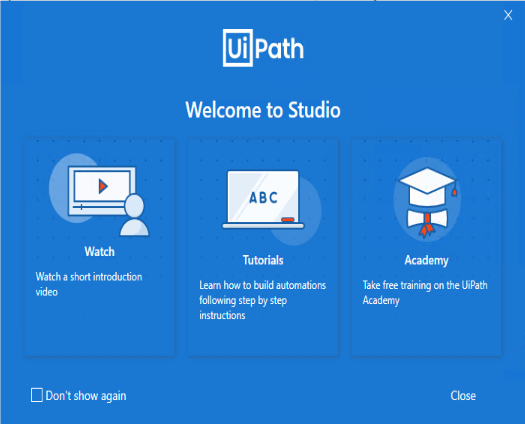 X
UiPath
Welcome to Studio
ABC
Watch
Watch a short introduction
video
Tutorials
Learn how to build automations
following step by step
instructions
Academy
Take free training on the UiPath
Academy
Don't show again
Close